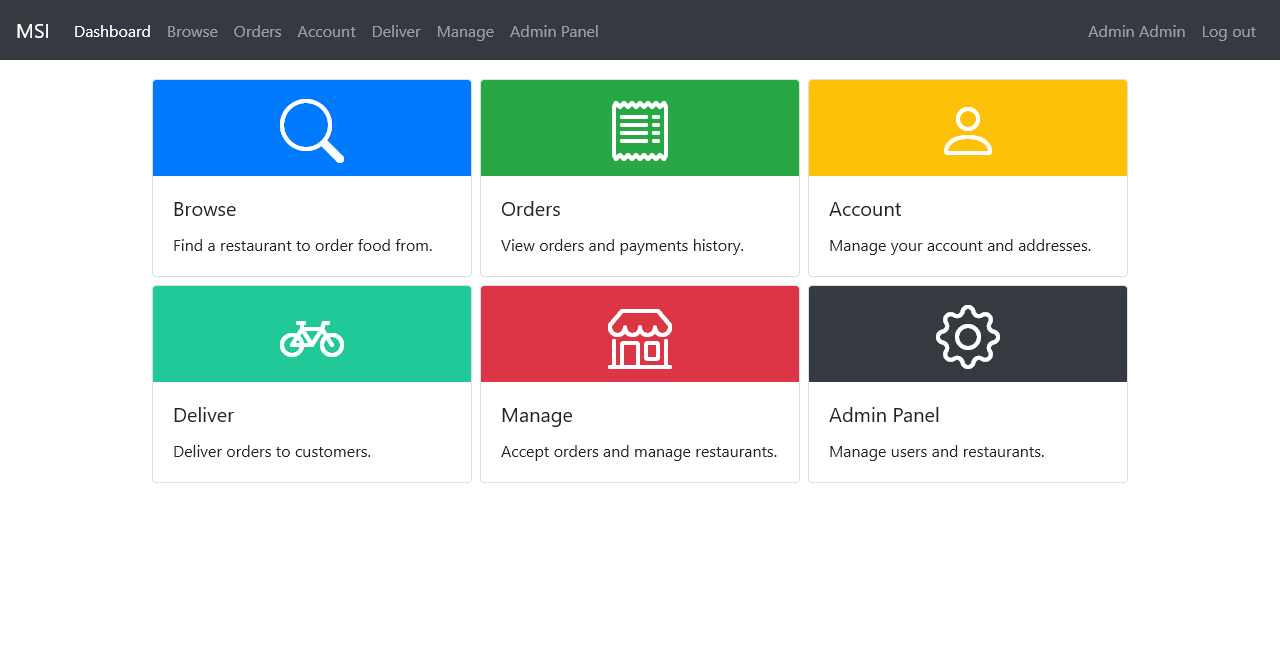 MSI Dashboard Browse Orders Account Deliver Manage Admin Panel Admin Admin Log out
Browse
Find a restaurant to order food from.
Orders
View orders and payments history.
Account
Manage your account and addresses.
Deliver
Deliver orders to customers.
Manage
Accept orders and manage restaurants.
Admin Panel
Manage users and restaurants.